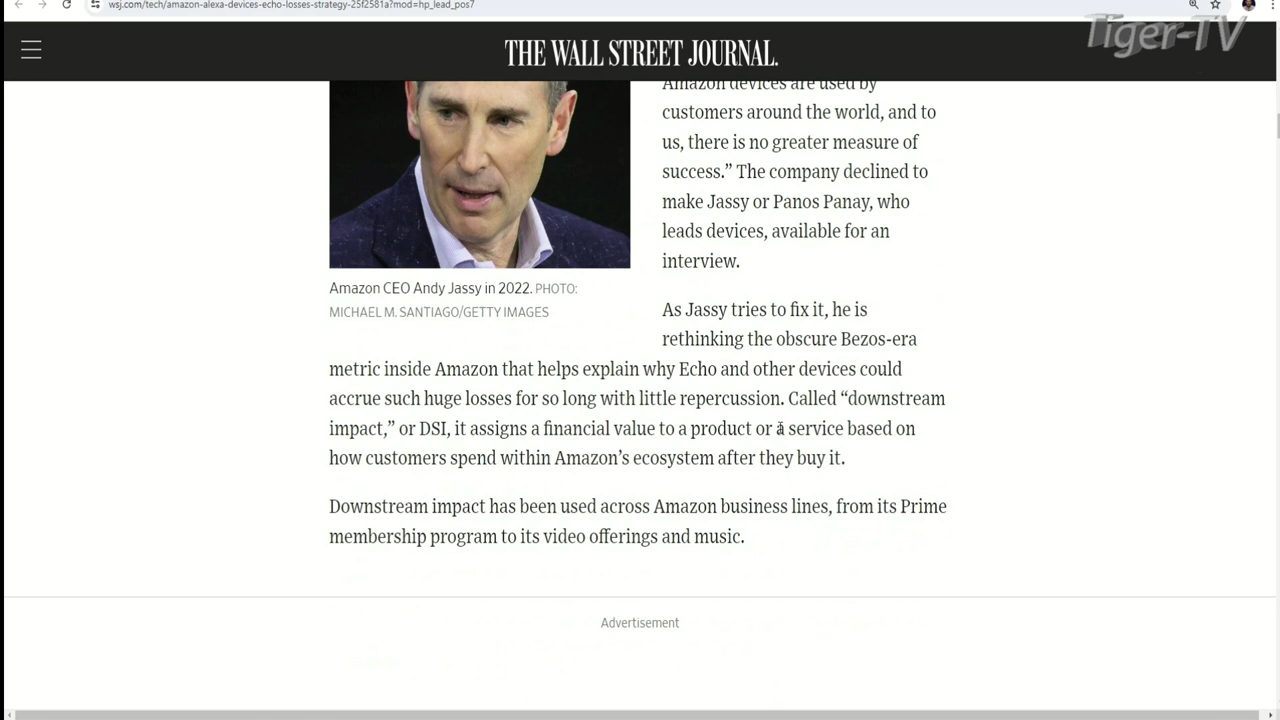 wsj.com/tech/amazon-alexa-devices-echo-losses-strategy-25f2581a?mod=hp_lead_pos7
Tiger-TV
THE WALL STREET JOURNAL.
Amazon devices are used by
customers around the world, and to
us, there is no greater measure of
success.” The company declined to
make Jassy or Panos Panay, who
leads devices, available for an
interview.
Amazon CEO Andy Jassy in 2022. PHOTO:
MICHAEL M. SANTIAGO/GETTY IMAGES
As Jassy tries to fix it, he is
rethinking the obscure Bezos-era
metric inside Amazon that helps explain why Echo and other devices could
accrue such huge losses for so long with little repercussion. Called “downstream
impact,” or DSI, it assigns a financial value to a product or a service based on
how customers spend within Amazon’s ecosystem after they buy it.
Downstream impact has been used across Amazon business lines, from its Prime
membership program to its video offerings and music.
Advertisement